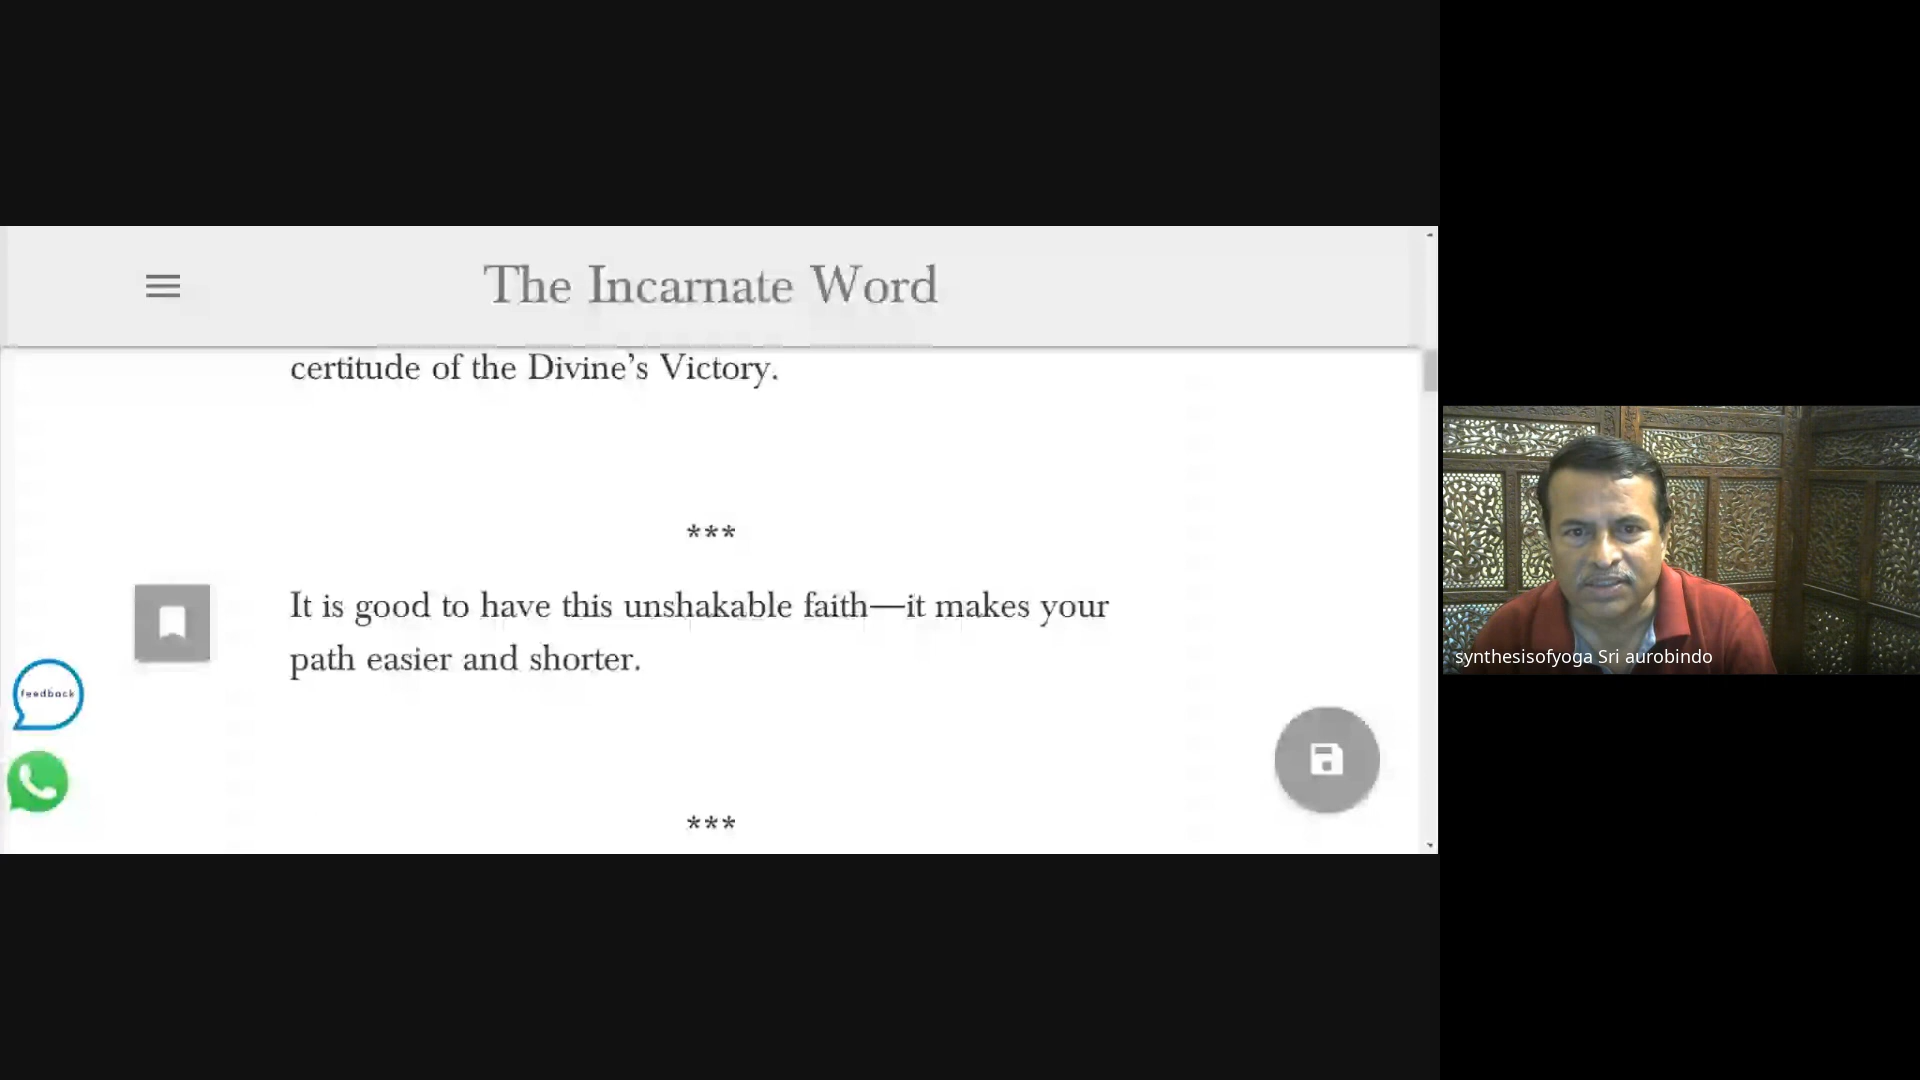 The Incarnate Word
certitude of the Divine’s Victory.
***
It is good to have this unshakable faith—it makes your
path easier and shorter.
feedback
***
synthesisofyoga Sri aurobindo